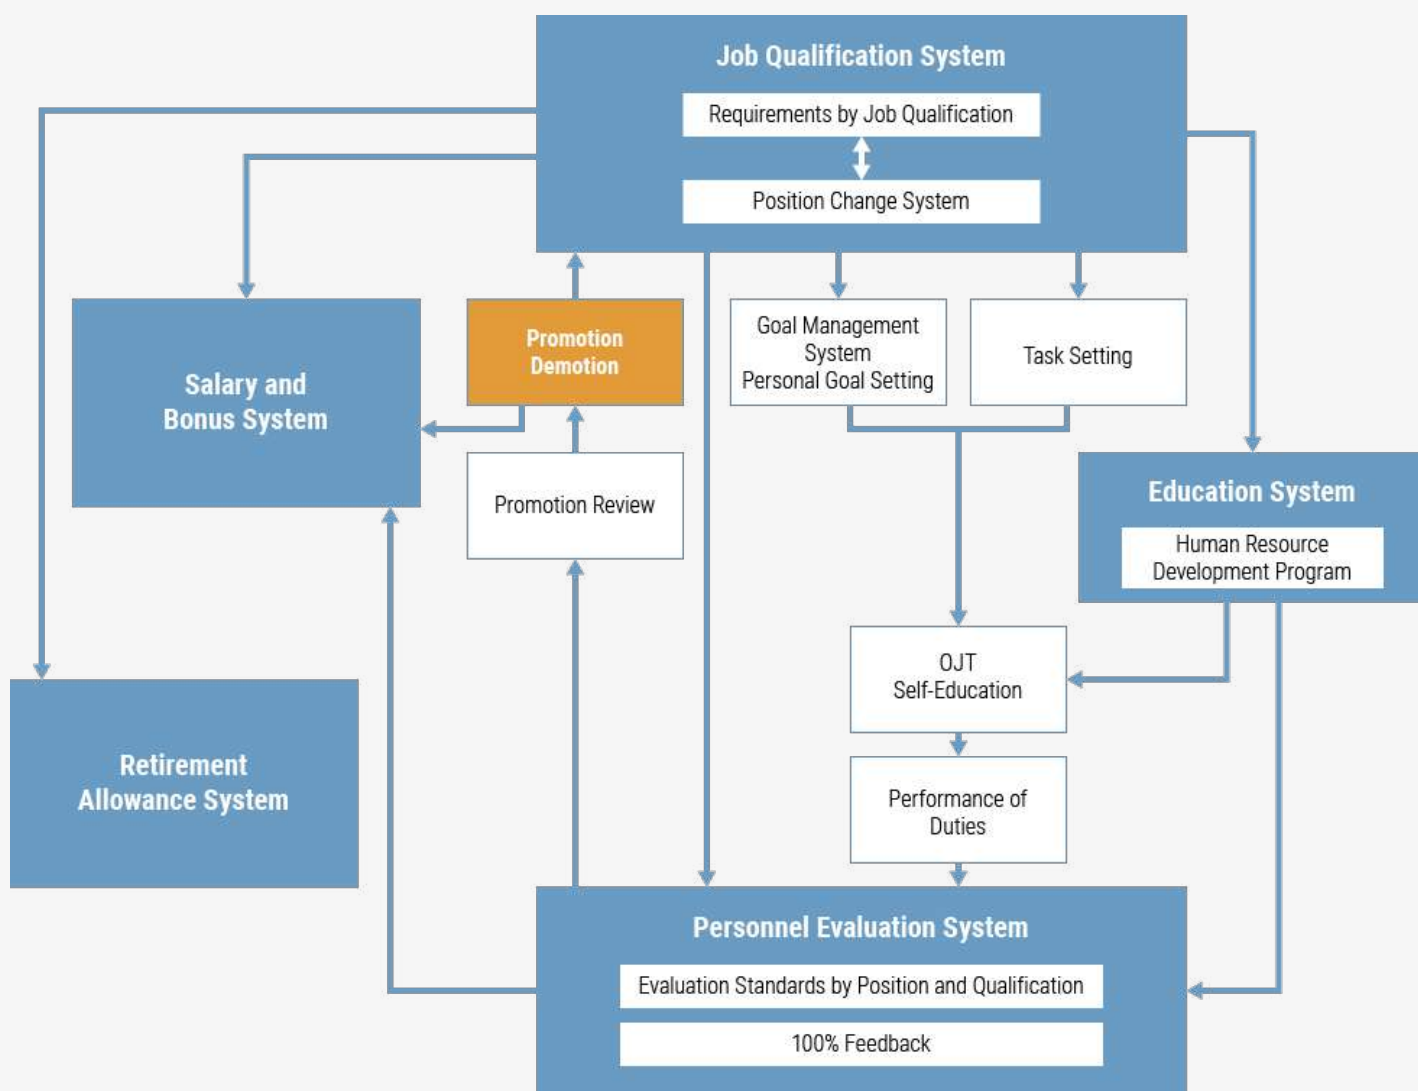 Job Qualification System
Requirements by Job Qualification
Position Change System
Salary and
Bonus System
Promotion
Demotion
Goal Management
System
Personal Goal Setting
Task Setting
Promotion Review
Education System
Human Resource
Development Program
OJT
Self-Education
Retirement
Allowance System
Performance of
Duties
Personnel Evaluation System
Evaluation Standards by Position and Qualification
100% Feedback